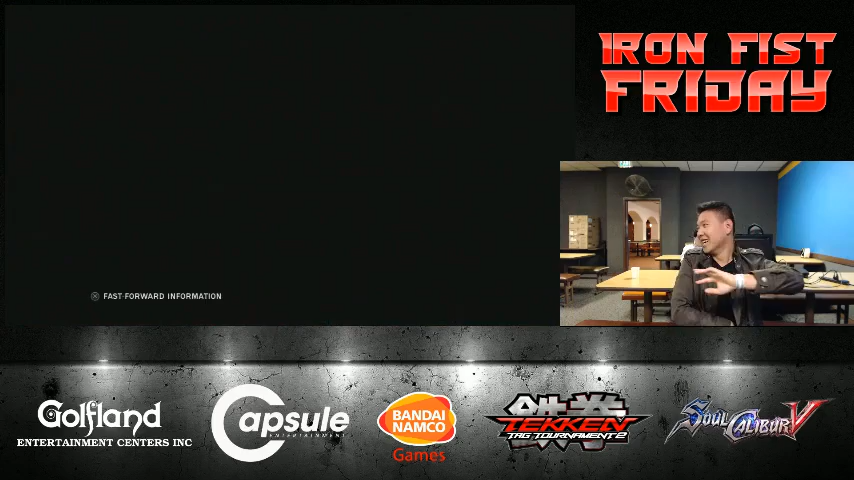 IRON FIST
FRIDAY
FAST-FORWARD INFORMATION
Golfland
ENTERTAINMENT CENTERS INC
Capsule
ENTERTAINMENT
BANDAI
NAMCO
Games
TEKKEN
TAG TOURNAMENT 2
SOUL CALIBUR V